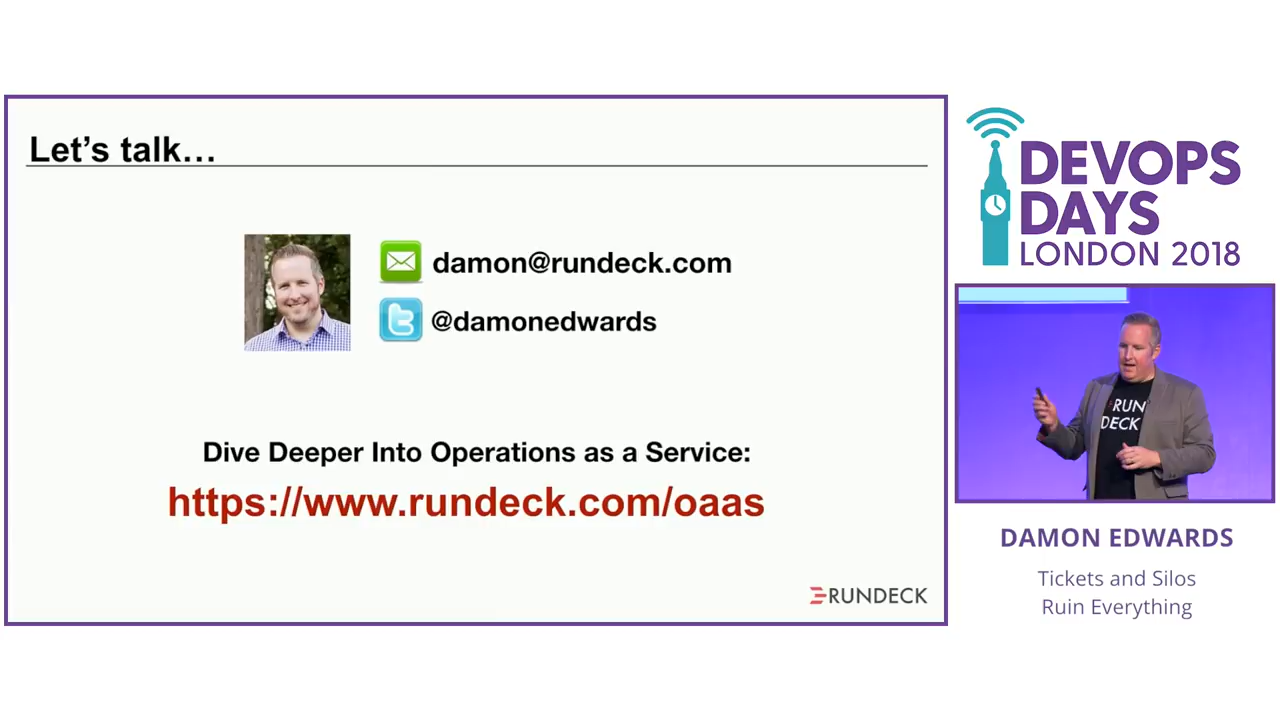 Let's talk...
damon@rundeck.com
@damonedwards
Dive Deeper Into Operations as a Service:
https://www.rundeck.com/oaas
RUNDECK
DEVOPS
DAYS
LONDON 2018
RUN
DECK
DAMON EDWARDS
Tickets and Silos
Ruin Everything